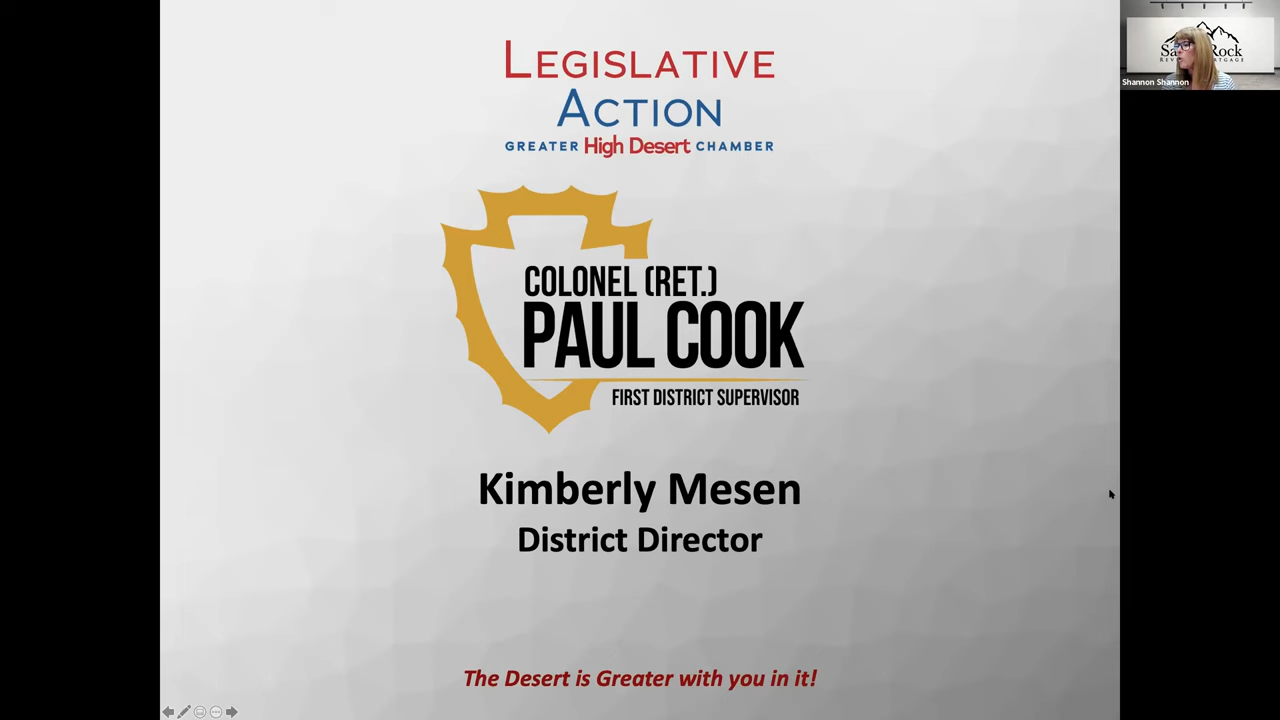 LEGISLATIVE
ACTION
GREATER High Desert CHAMBER
COLONEL (RET.)
PAUL COOK
FIRST DISTRICT SUPERVISOR
Kimberly Mesen
District Director
The Desert is Greater with you in it!
Shannon Shannon